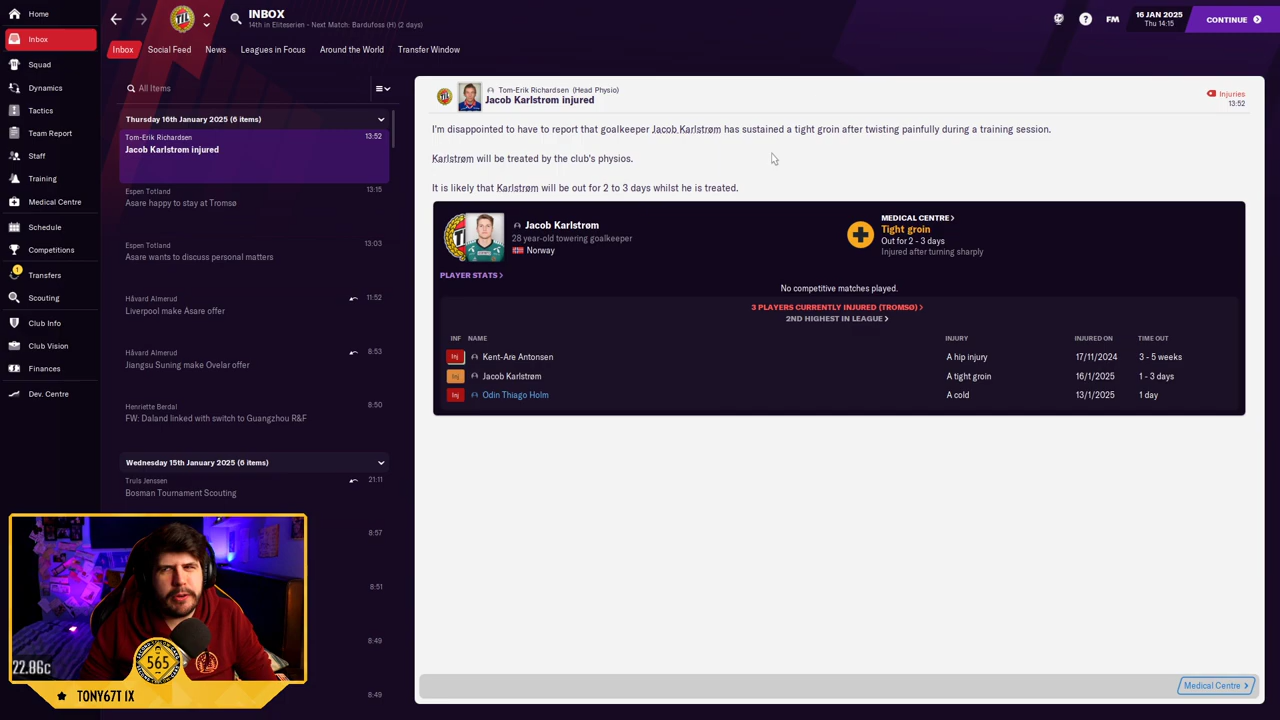 Home
Inbox
Squad
Dynamics
Tactics
Team Report
Staff
Training
Medical Centre
Schedule
Competitions
1
Transfers
Scouting
Club Info
Club Vision
Finances
Dev. Centre
TIL
INBOX
14th in Eliteserien - Next Match: Bardufoss (H) (2 days)
?
FM
16 JAN 2025
Thu 14:15
CONTINUE
Inbox
Social Feed
News
Leagues in Focus
Around the World
Transfer Window
All Items
Thursday 16th January 2025 (6 items)
Tom-Erik Richardsen
13:52
Jacob Karlstrøm injured
Espen Totland
13:15
Asare happy to stay at Tromsø
Espen Totland
13:03
Asare wants to discuss personal matters
Håvard Almerud
11:52
Liverpool make Asare offer
Håvard Almerud
8:53
Jiangsu Suning make Ovelar offer
Henriette Berdal
8:50
FW: Daland linked with switch to Guangzhou R&F
Wednesday 15th January 2025 (6 items)
Truls Jenssen
21:11
Bosman Tournament Scouting
8:57
8:51
8:49
8:49
Tom-Erik Richardsen (Head Physio)
Jacob Karlstrøm injured
Injuries
13:52
I'm disappointed to have to report that goalkeeper Jacob Karlstrøm has sustained a tight groin after twisting painfully during a training session.
Karlstrøm will be treated by the club's physios.
It is likely that Karlstrøm will be out for 2 to 3 days whilst he is treated.
Jacob Karlstrøm
28 year-old towering goalkeeper
Norway
MEDICAL CENTRE >
Tight groin
Out for 2 - 3 days
Injured after turning sharply
PLAYER STATS >
No competitive matches played.
3 PLAYERS CURRENTLY INJURED (TROMSØ) >
2ND HIGHEST IN LEAGUE >
INF NAME INJURY INJURED ON TIME OUT
Inj Kent-Are Antonsen A hip injury 17/11/2024 3 - 5 weeks
Inj Jacob Karlstrøm A tight groin 16/1/2025 1 - 3 days
Inj Odin Thiago Holm A cold 13/1/2025 1 day
Medical Centre >
22.86c
565
TONY67T IX